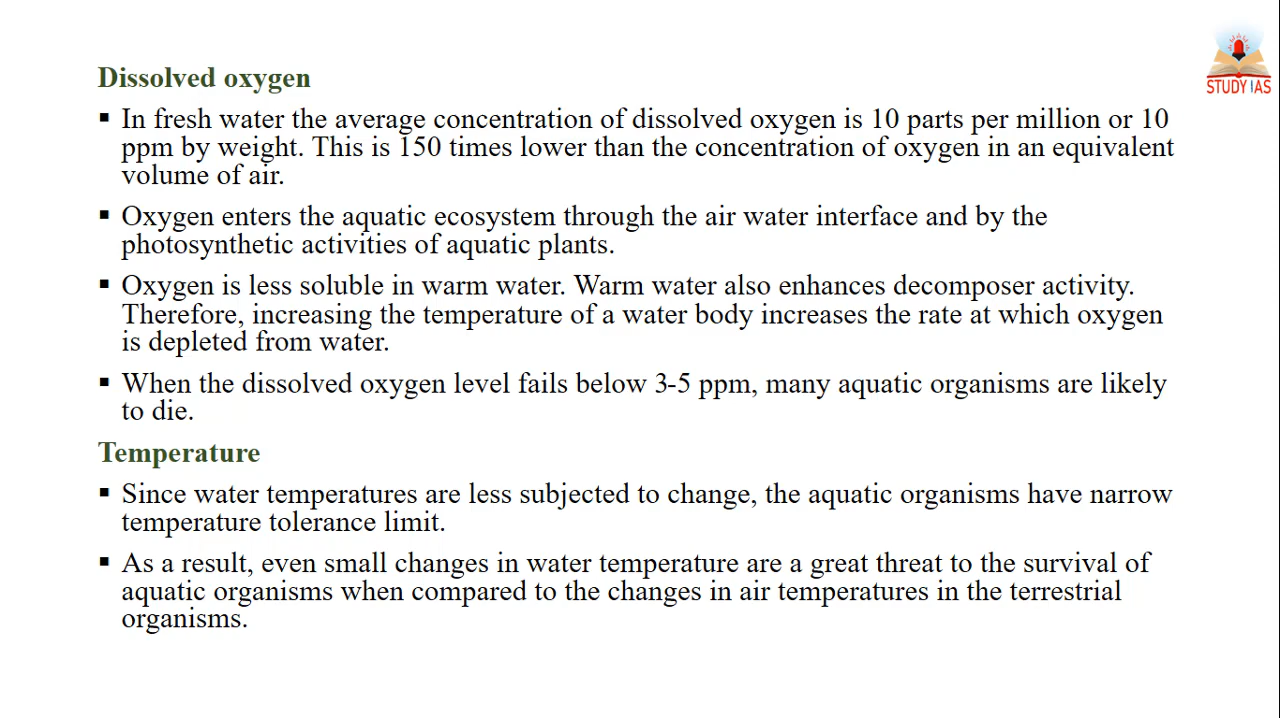 STUDY IAS
Dissolved oxygen
▪ In fresh water the average concentration of dissolved oxygen is 10 parts per million or 10
ppm by weight. This is 150 times lower than the concentration of oxygen in an equivalent
volume of air.
▪ Oxygen enters the aquatic ecosystem through the air water interface and by the
photosynthetic activities of aquatic plants.
▪ Oxygen is less soluble in warm water. Warm water also enhances decomposer activity.
Therefore, increasing the temperature of a water body increases the rate at which oxygen
is depleted from water.
▪ When the dissolved oxygen level fails below 3-5 ppm, many aquatic organisms are likely
to die.
Temperature
▪ Since water temperatures are less subjected to change, the aquatic organisms have narrow
temperature tolerance limit.
▪ As a result, even small changes in water temperature are a great threat to the survival of
aquatic organisms when compared to the changes in air temperatures in the terrestrial
organisms.